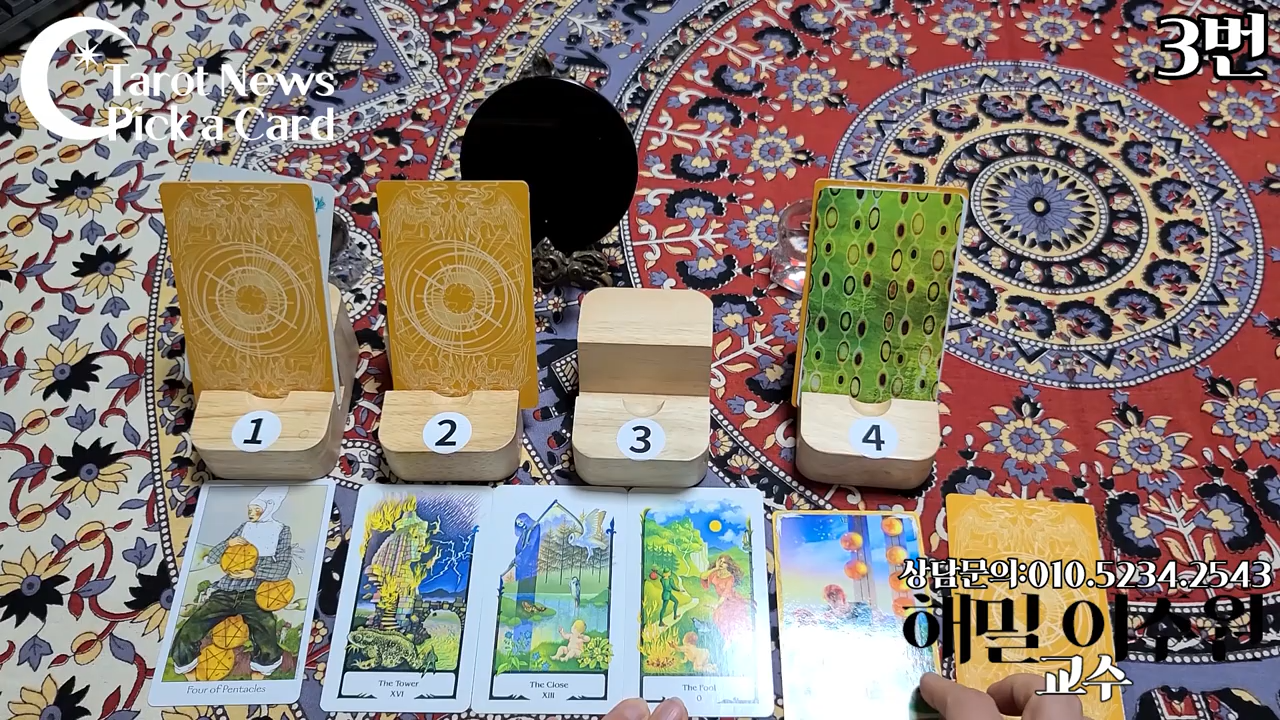 Tarot News
Pick a Card
3번
1
2
3
4
Four of Pentacles
The Tower
XVI
The Close
XIII
The Fool
0
상담문의:010.5234.2543
해밀 이수원
교수